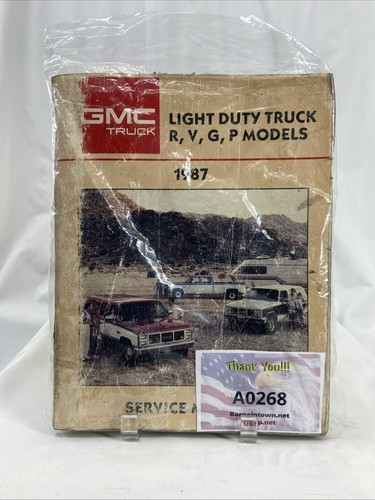 GMC
TRUCK
LIGHT DUTY TRUCK
R, V, G, P MODELS
1987
SERVICE M
Thank You!!!
A0268
Bargaintown.net